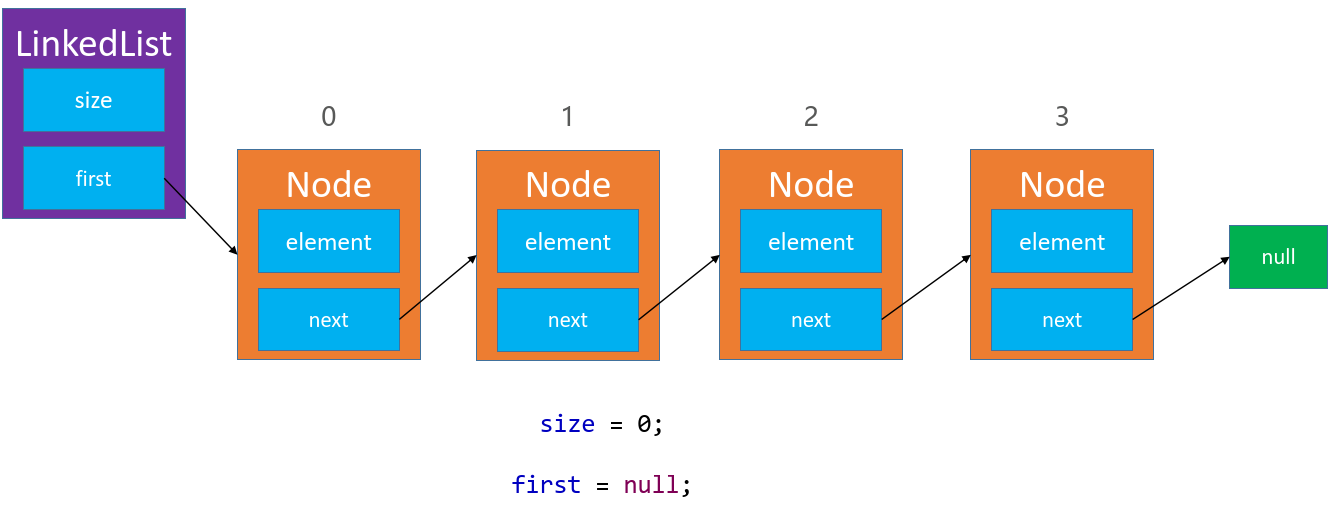 LinkedList
size
first
0 1 2 3
Node Node Node Node
element element element element
null
next next next next
size = 0;
first = null;